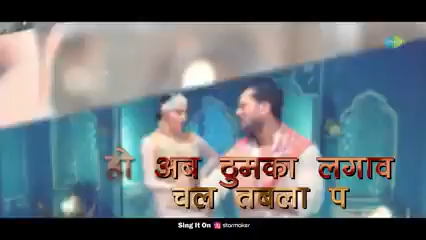 हो अब ठुमका लगाव
चल तबला प
Sing It On starmaker